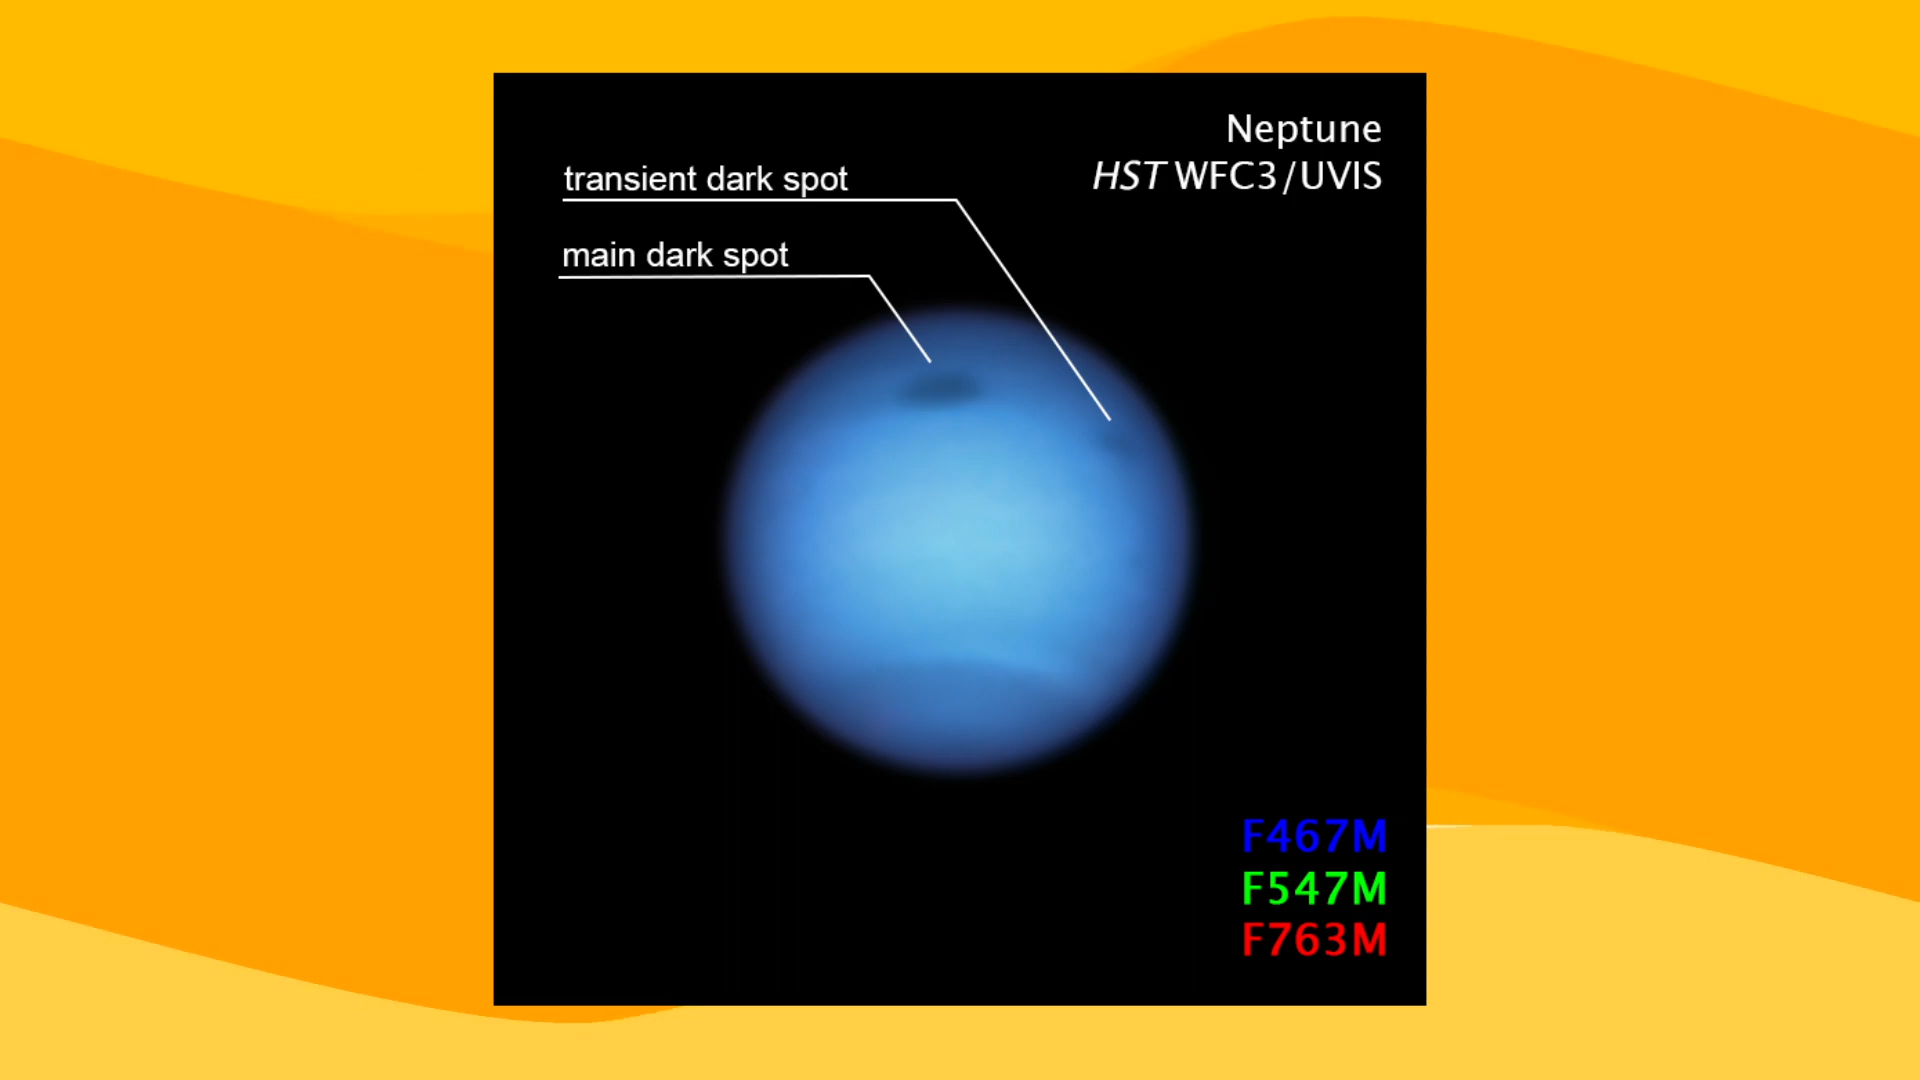 Neptune
HST WFC3/UVIS
transient dark spot
main dark spot
F467M
F547M
F763M